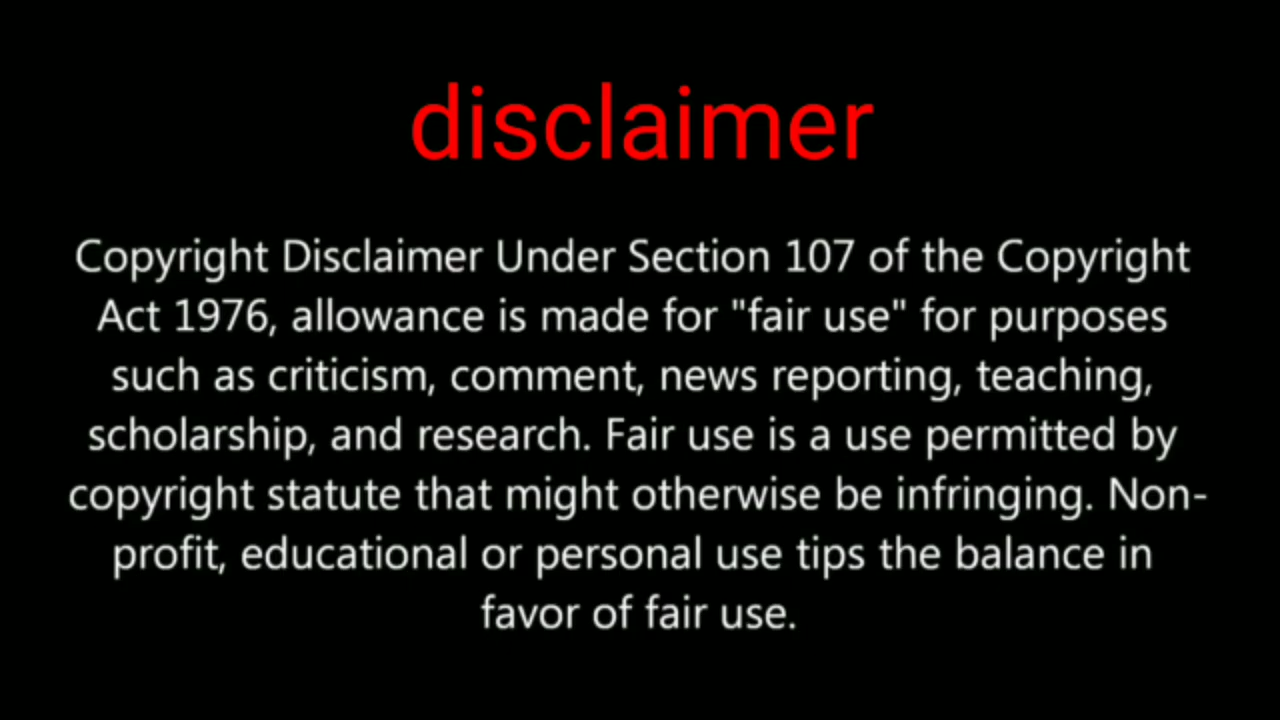 disclaimer
Copyright Disclaimer Under Section 107 of the Copyright
Act 1976, allowance is made for "fair use" for purposes
such as criticism, comment, news reporting, teaching,
scholarship, and research. Fair use is a use permitted by
copyright statute that might otherwise be infringing. Non-
profit, educational or personal use tips the balance in
favor of fair use.